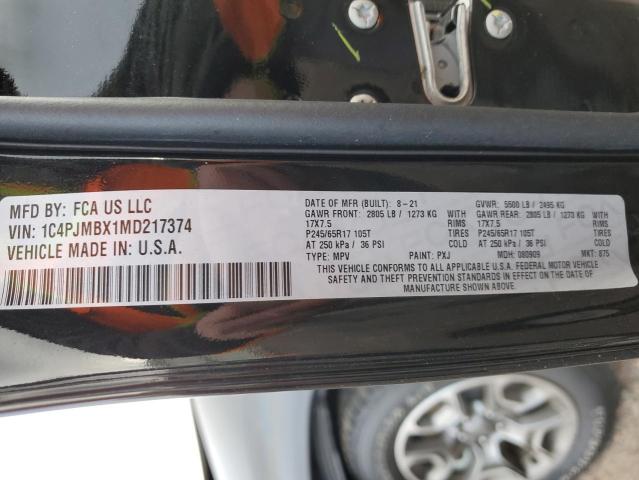 MFD BY: FCA US LLC
VIN: 1C4PJMBX1MD217374
VEHICLE MADE IN: U.S.A.
DATE OF MFR (BUILT): 8-21
GAWR FRONT: 2805 LB / 1273 KG
WITH
17X7.5
RIMS
P245/65R17 105T
TIRES
AT 250 kPa / 36 PSI
TYPE: MPV
PAINT: PXJ
GVWR: 5500 LB / 2495 KG
GAWR REAR: 2805 LB / 1273 KG
WITH
17X7.5
RIMS
P245/65R17 105T
TIRES
AT 250 kPa / 36 PSI
MDH: 080909
MKT: 875
THIS VEHICLE CONFORMS TO ALL APPLICABLE U.S.A. FEDERAL MOTOR VEHICLE
SAFETY AND THEFT PREVENTION STANDARDS IN EFFECT ON THE DATE OF
MANUFACTURE SHOWN ABOVE.